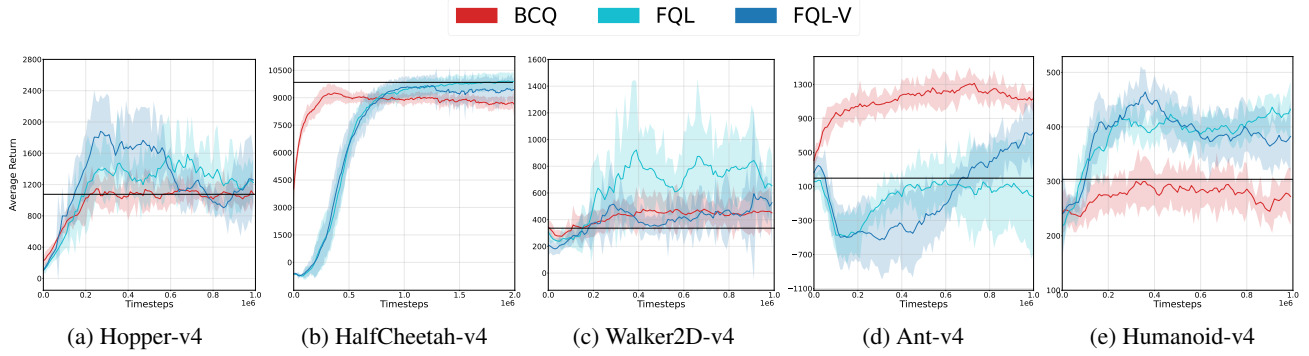 BCQ FQL FQL-V
Average Return
2800
2400
2000
1600
1200
800
400
0
0.0 0.2 0.4 0.6 0.8 1.0
Timesteps
1e6
10500
9000
7500
6000
4500
3000
1500
0
0.0 0.5 1.0 1.5 2.0
Timesteps
1e6
1600
1400
1200
1000
800
600
400
200
0
0.0 0.2 0.4 0.6 0.8 1.0
Timesteps
1e6
1300
900
500
100
-300
-700
-1100
0.0 0.2 0.4 0.6 0.8 1.0
Timesteps
1e6
500
400
300
200
100
0.0 0.2 0.4 0.6 0.8 1.0
Timesteps
1e6
(a) Hopper-v4 (b) HalfCheetah-v4 (c) Walker2D-v4 (d) Ant-v4 (e) Humanoid-v4